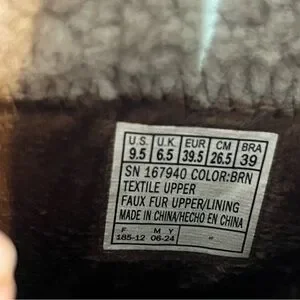 U.S. U.K. EUR CM BRA
9.5 6.5 39.5 26.5 39
SN 167940 COLOR:BRN
TEXTILE UPPER
FAUX FUR UPPER/LINING
MADE IN CHINA/HECHO EN CHINA
F M Y
185-12 06-24 "